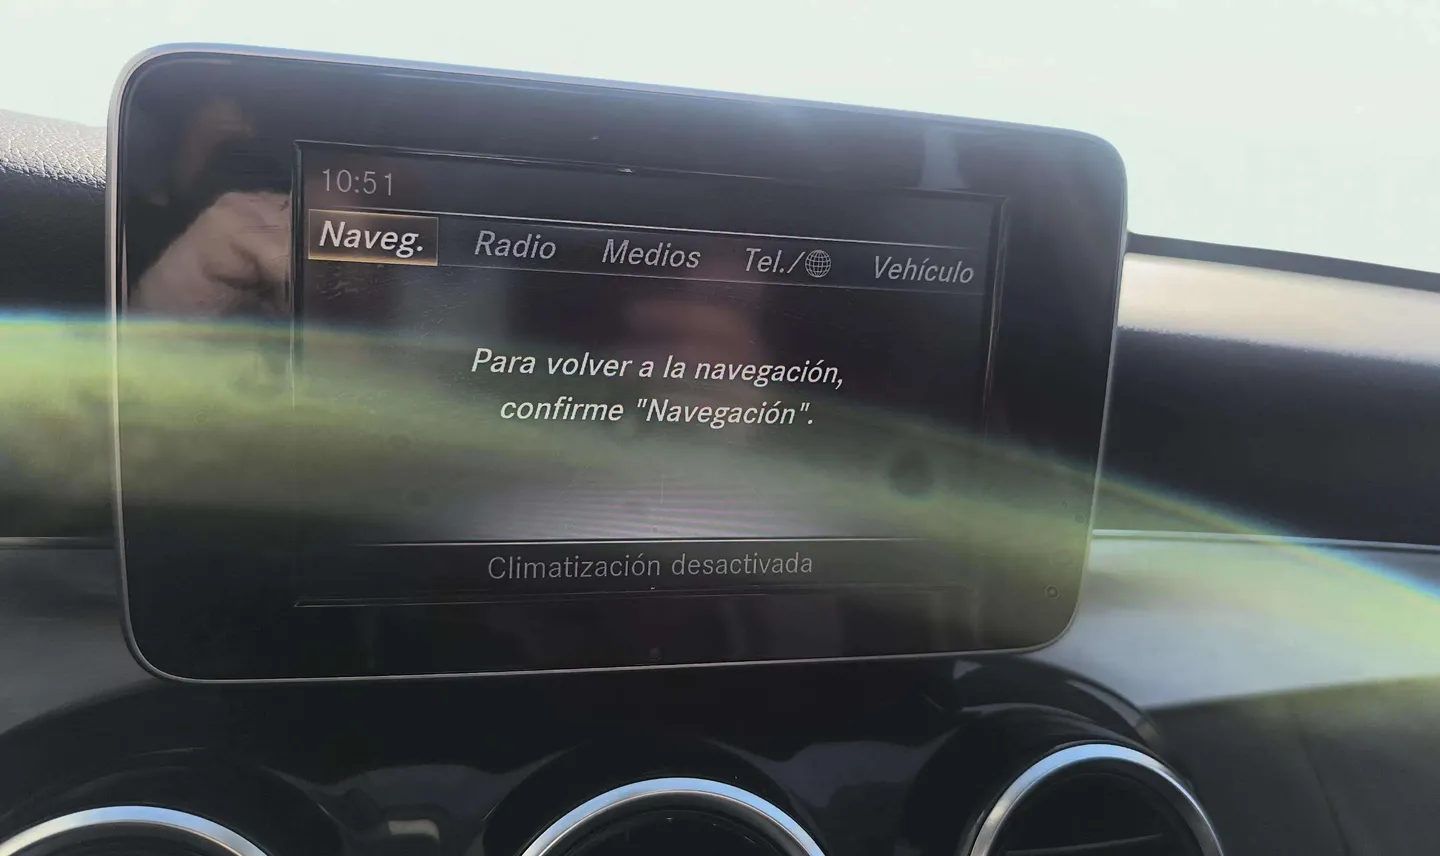 10:51
Naveg. Radio Medios Tel./ Vehículo
Para volver a la navegación,
confirme "Navegación".
Climatización desactivada